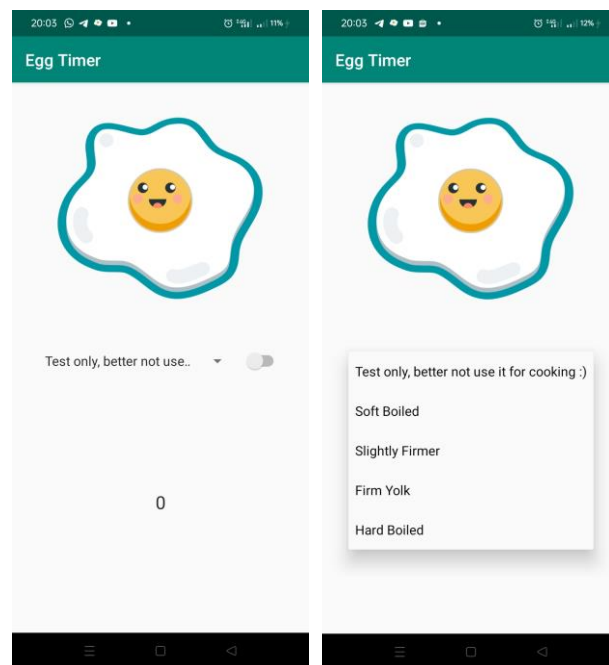 20:03
11%
Egg Timer
Test only, better not use..
0
20:03
12%
Egg Timer
Test only, better not use it for cooking :)
Soft Boiled
Slightly Firmer
Firm Yolk
Hard Boiled